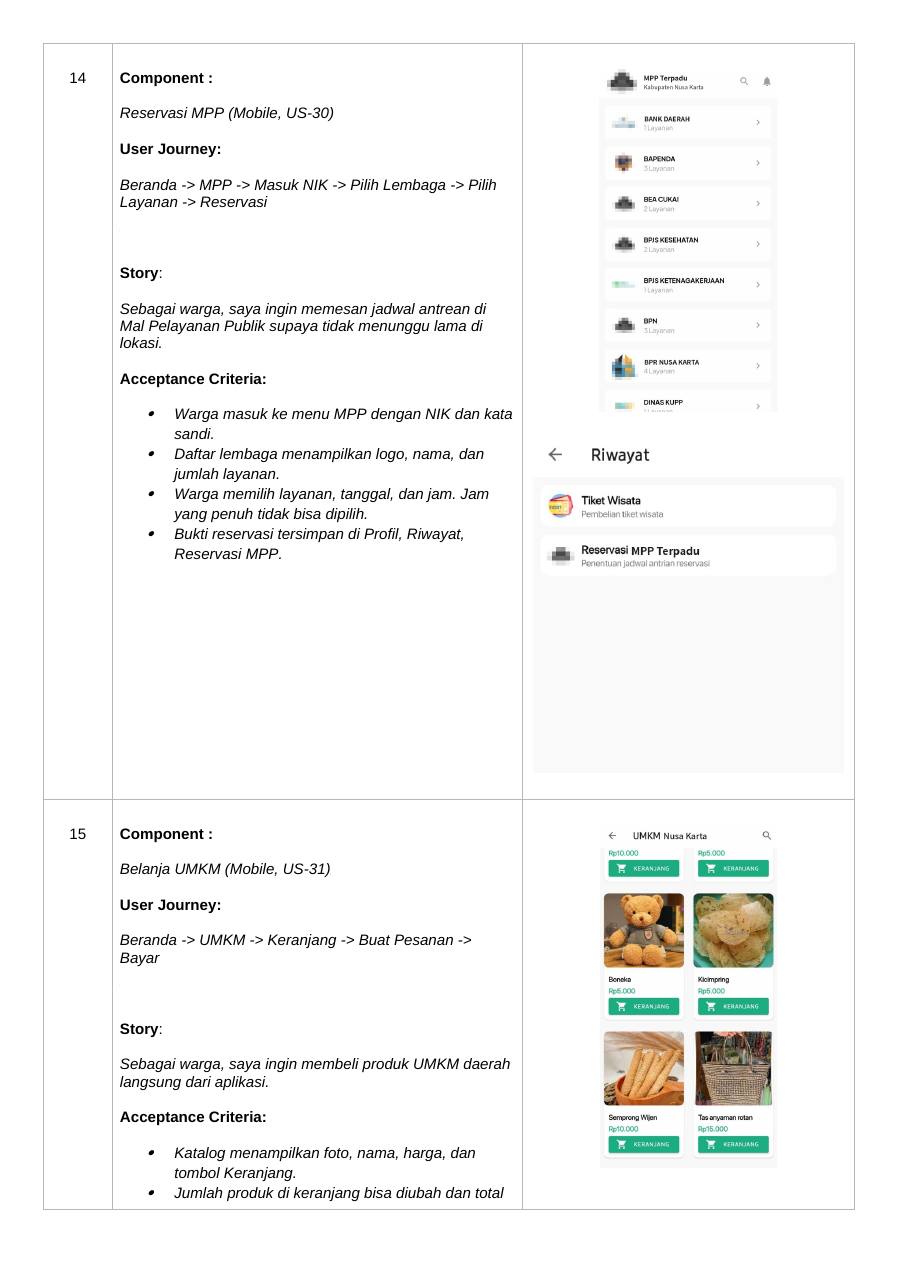 14
Component :
Reservasi MPP (Mobile, US-30)
User Journey:
Beranda -> MPP -> Masuk NIK -> Pilih Lembaga -> Pilih
Layanan -> Reservasi
Story:
Sebagai warga, saya ingin memesan jadwal antrean di
Mal Pelayanan Publik supaya tidak menunggu lama di
lokasi.
Acceptance Criteria:
• Warga masuk ke menu MPP dengan NIK dan kata
sandi.
• Daftar lembaga menampilkan logo, nama, dan
jumlah layanan.
• Warga memilih layanan, tanggal, dan jam. Jam
yang penuh tidak bisa dipilih.
• Bukti reservasi tersimpan di Profil, Riwayat,
Reservasi MPP.
MPP Terpadu
Kabupaten Nusa Karta
BANK DAERAH
1 Layanan
BAPENDA
3 Layanan
BEA CUKAI
2 Layanan
BPJS KESEHATAN
2 Layanan
BPJS KETENAGAKERJAAN
1 Layanan
BPN
3 Layanan
BPR NUSA KARTA
4 Layanan
DINAS KUPP
Riwayat
Tiket Wisata
Pembelian tiket wisata
Reservasi MPP Terpadu
Penentuan jadwal antrian reservasi
15
Component :
Belanja UMKM (Mobile, US-31)
User Journey:
Beranda -> UMKM -> Keranjang -> Buat Pesanan ->
Bayar
Story:
Sebagai warga, saya ingin membeli produk UMKM daerah
langsung dari aplikasi.
Acceptance Criteria:
• Katalog menampilkan foto, nama, harga, dan
tombol Keranjang.
• Jumlah produk di keranjang bisa diubah dan total
UMKM Nusa Karta
Rp10.000 Rp5.000
KERANJANG KERANJANG
Boneka Kicimpring
Rp5.000 Rp5.000
KERANJANG KERANJANG
Semprong Wijen Tas anyaman rotan
Rp10.000 Rp15.000
KERANJANG KERANJANG